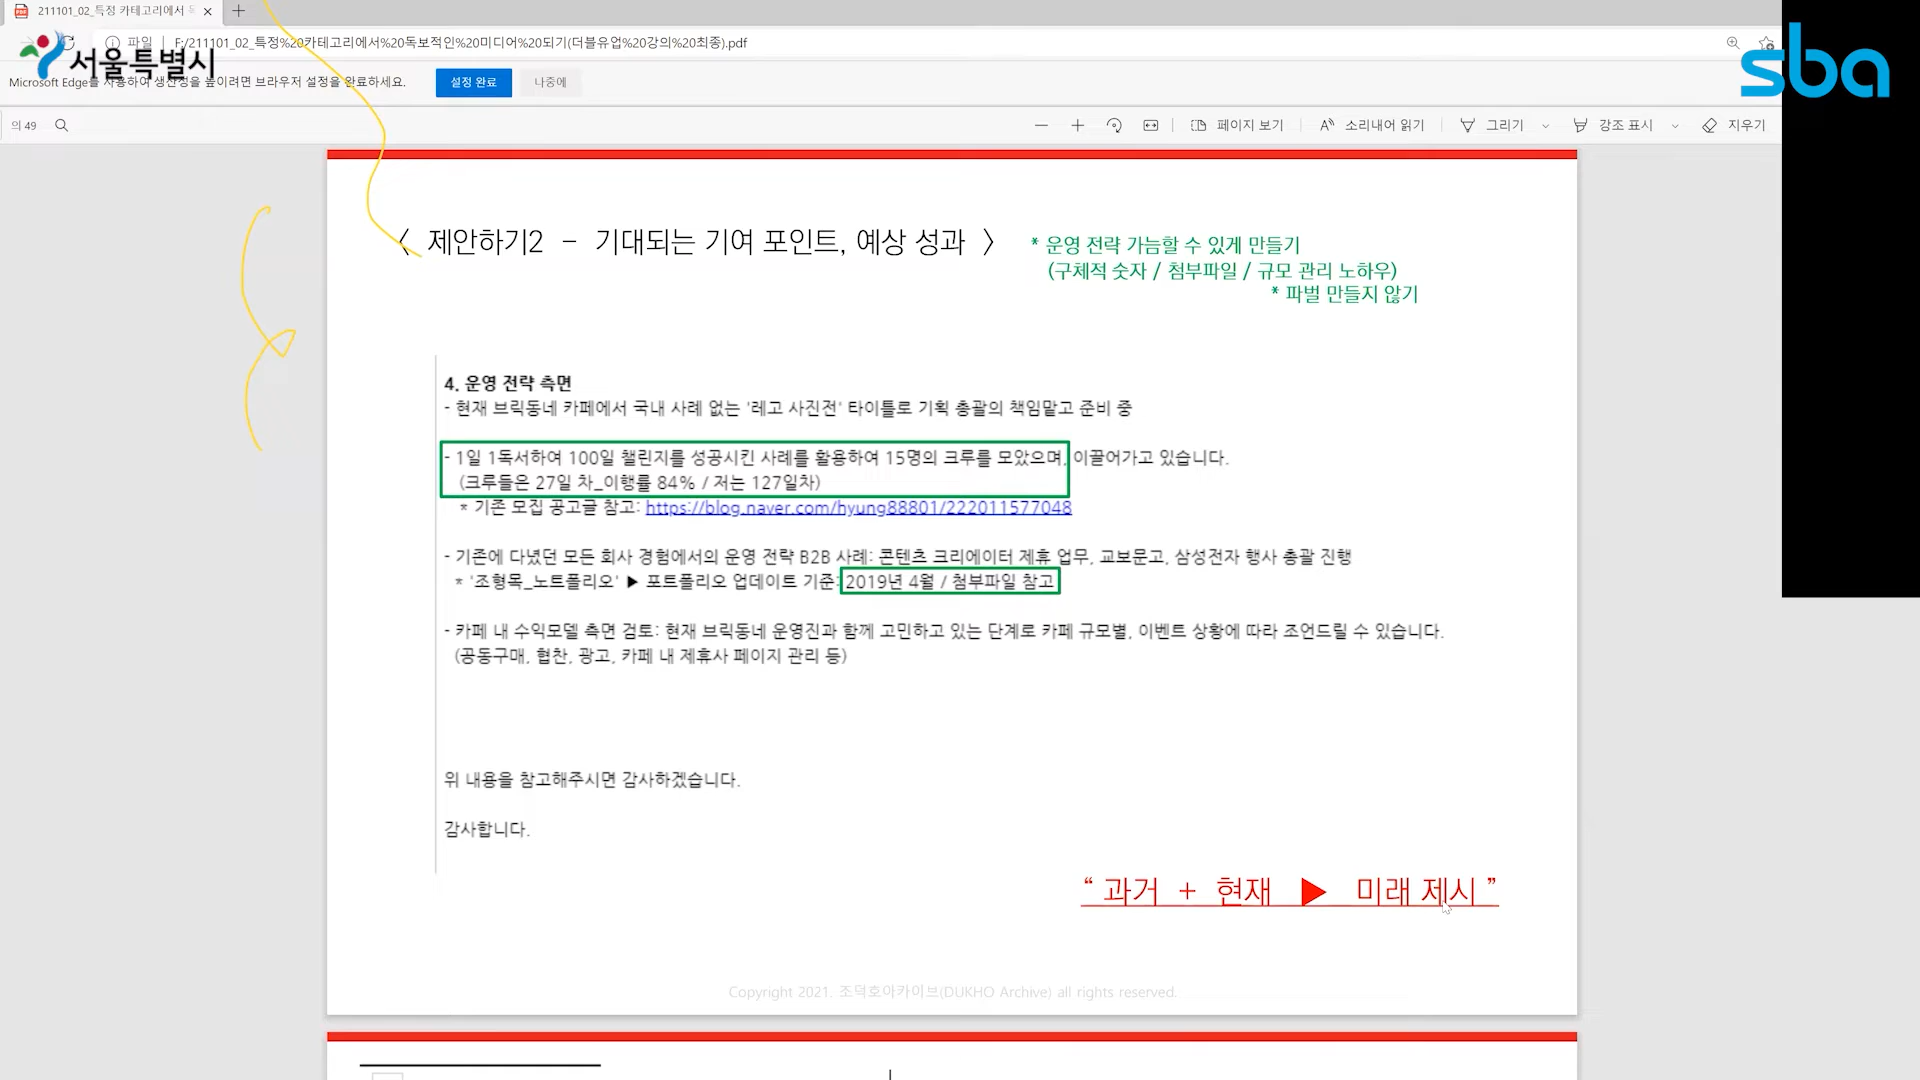 211101_02_특정 카테고리에서
파일
F:/211101_02_특정%20카테고리에서%20독보적인%20미디어%20되기(더블유업%20강의%20최종).pdf
서울특별시
sba
Microsoft Edge를 사용하여 생산성을 높이려면 브라우저 설정을 완료하세요.
설정 완료
나중에
의 49
페이지 보기
소리내어 읽기
그리기
강조 표시
지우기
〈 제안하기2 - 기대되는 기여 포인트, 예상 성과 〉
* 운영 전략 가늠할 수 있게 만들기
(구체적 숫자 / 첨부파일 / 규모 관리 노하우)
* 파벌 만들지 않기
4. 운영 전략 측면
- 현재 브릭동네 카페에서 국내 사례 없는 '레고 사진전' 타이틀로 기획 총괄의 책임맡고 준비 중
- 1일 1독서하여 100일 챌린지를 성공시킨 사례를 활용하여 15명의 크루를 모았으며, 이끌어가고 있습니다.
(크루들은 27일 차_이행률 84% / 저는 127일차)
* 기존 모집 공고글 참고: https://blog.naver.com/hyung88801/222011577048
- 기존에 다녔던 모든 회사 경험에서의 운영 전략 B2B 사례: 콘텐츠 크리에이터 제휴 업무, 교보문고, 삼성전자 행사 총괄 진행
* '조형목_노트폴리오' ▶ 포트폴리오 업데이트 기준: 2019년 4월 / 첨부파일 참고
- 카페 내 수익모델 측면 검토: 현재 브릭동네 운영진과 함께 고민하고 있는 단계로 카페 규모별, 이벤트 상황에 따라 조언드릴 수 있습니다.
(공동구매, 협찬, 광고, 카페 내 제휴사 페이지 관리 등)
위 내용을 참고해주시면 감사하겠습니다.
감사합니다.
“ 과거 + 현재 ▶ 미래 제시 ”
Copyright 2021. 조덕호아카이브(DUKHO Archive) all rights reserved.